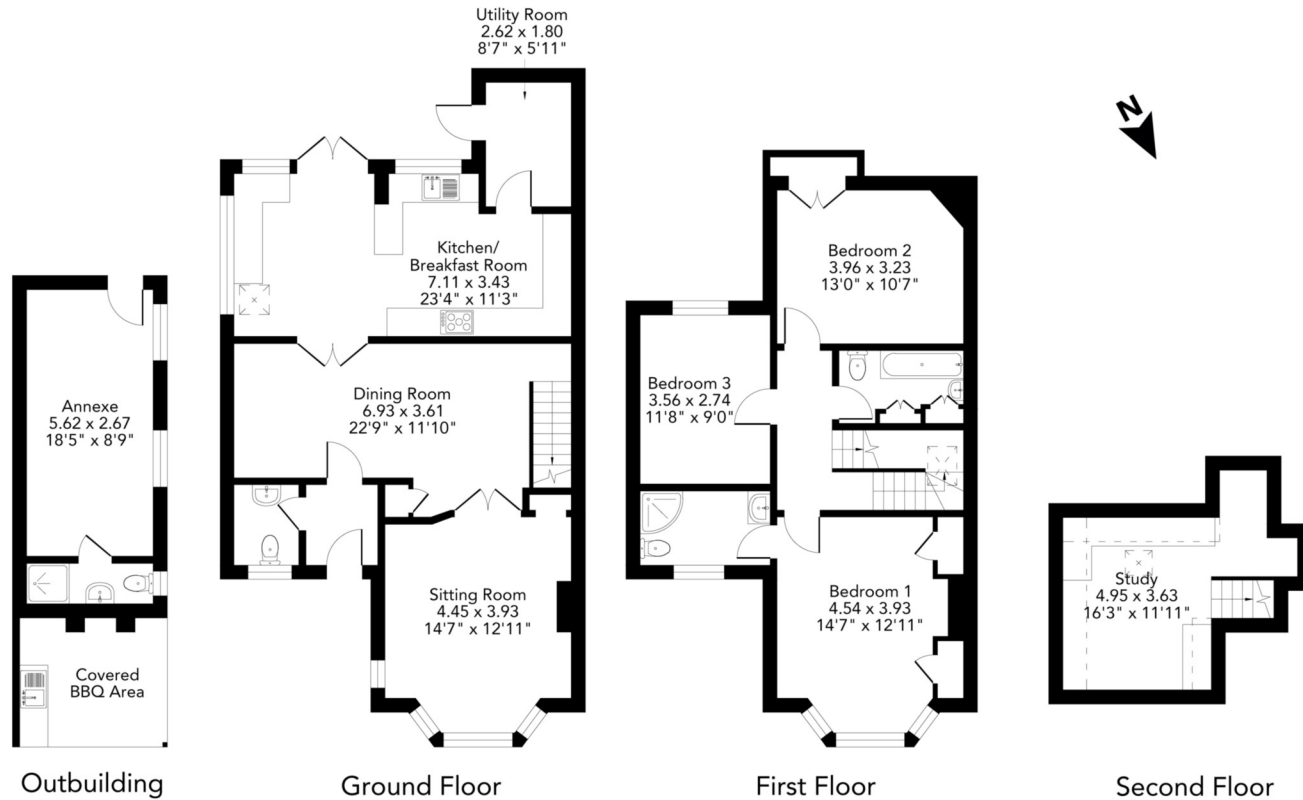 Utility Room
2.62 x 1.80
8'7" x 5'11"
N
Kitchen/
Breakfast Room
7.11 x 3.43
23'4" x 11'3"
Bedroom 2
3.96 x 3.23
13'0" x 10'7"
Annexe
5.62 x 2.67
18'5" x 8'9"
Dining Room
6.93 x 3.61
22'9" x 11'10"
Bedroom 3
3.56 x 2.74
11'8" x 9'0"
Sitting Room
4.45 x 3.93
14'7" x 12'11"
Bedroom 1
4.54 x 3.93
14'7" x 12'11"
Study
4.95 x 3.63
16'3" x 11'11"
Covered
BBQ Area
Outbuilding
Ground Floor
First Floor
Second Floor